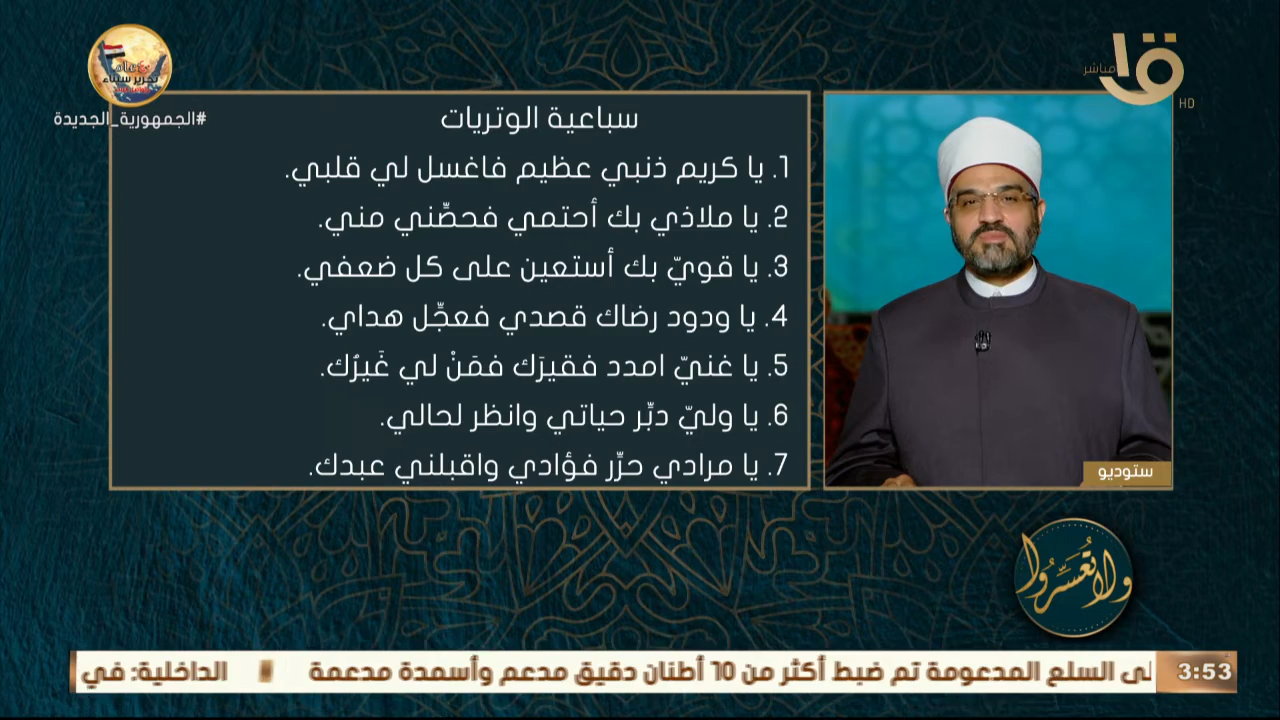 مباشر
HD
عام
تحرير سيناء
#الجمهورية_الجديدة
سباعية الوتريات
1. يا كريم ذنبي عظيم فاغسل لي قلبي.
2. يا ملاذي بك أحتمي فحصِّني مني.
3. يا قويّ بك أستعين على كل ضعفي.
4. يا ودود رضاك قصدي فعجِّل هداي.
5. يا غنيّ امدد فقيرَك فمَنْ لي غَيرُك.
6. يا وليّ دبِّر حياتي وانظر لحالي.
7. يا مرادي حرِّر فؤادي واقبلني عبدك.
ستوديو
ولا تُعَسِّرُوا
لى السلع المدعومة تم ضبط أكثر من 10 أطنان دقيق مدعم وأسمدة مدعمة الداخلية: في
3:53